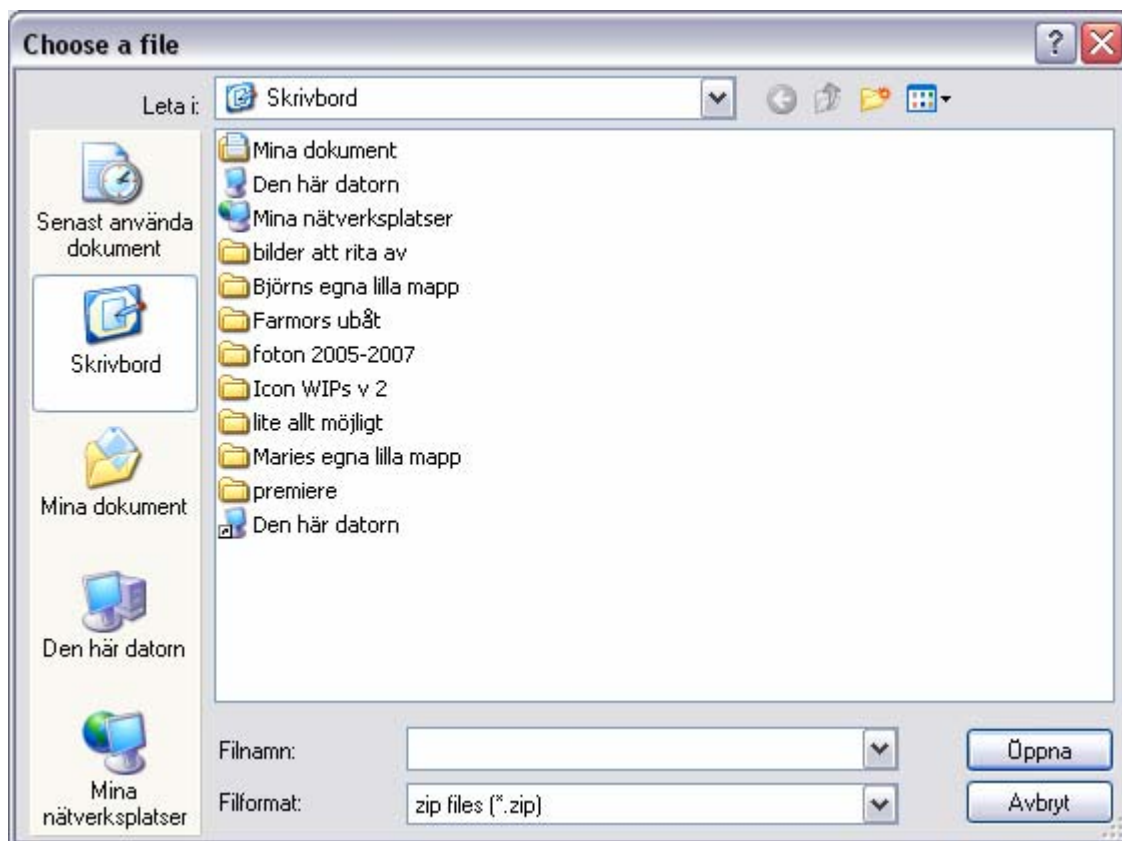 Choose a file
Leta i:
Skrivbord
Senast använda
dokument
Skrivbord
Mina dokument
Den här datorn
Mina
nätverksplatser
Mina dokument
Den här datorn
Mina nätverksplatser
bilder att rita av
Björns egna lilla mapp
Farmors ubåt
foton 2005-2007
Icon WIPs v 2
lite allt möjligt
Maries egna lilla mapp
premiere
Den här datorn
Filnamn:
Öppna
Filformat:
zip files (*.zip)
Avbryt